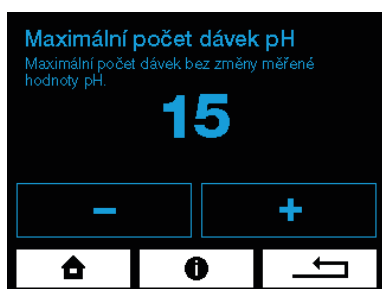 Maximální počet dávek pH
Maximální počet dávek bez změny měřené
hodnoty pH.
15
- +